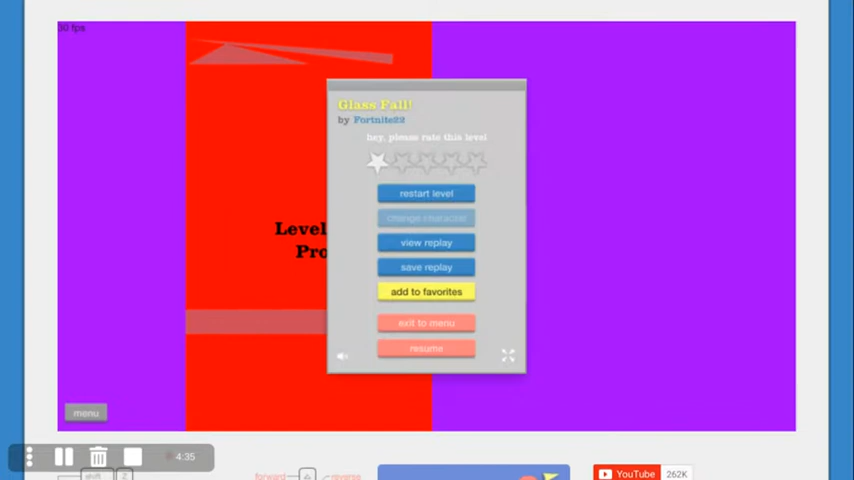 30 fps
Glass Fall!
by Fortnite22
hey, please rate this level
restart level
change character
view replay
Level
Pro
save replay
add to favorites
exit to menu
resume
menu
4:35
shift Z
forward reverse
YouTube 262K